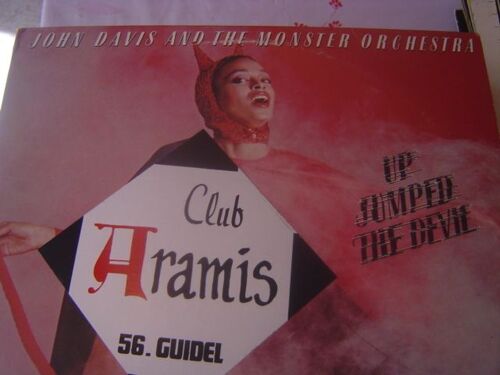 JOHN DAVIS AND THE MONSTER ORCHESTRA
UP
JUMPED
THE DEVIL
Club
Aramis
56. GUIDEL